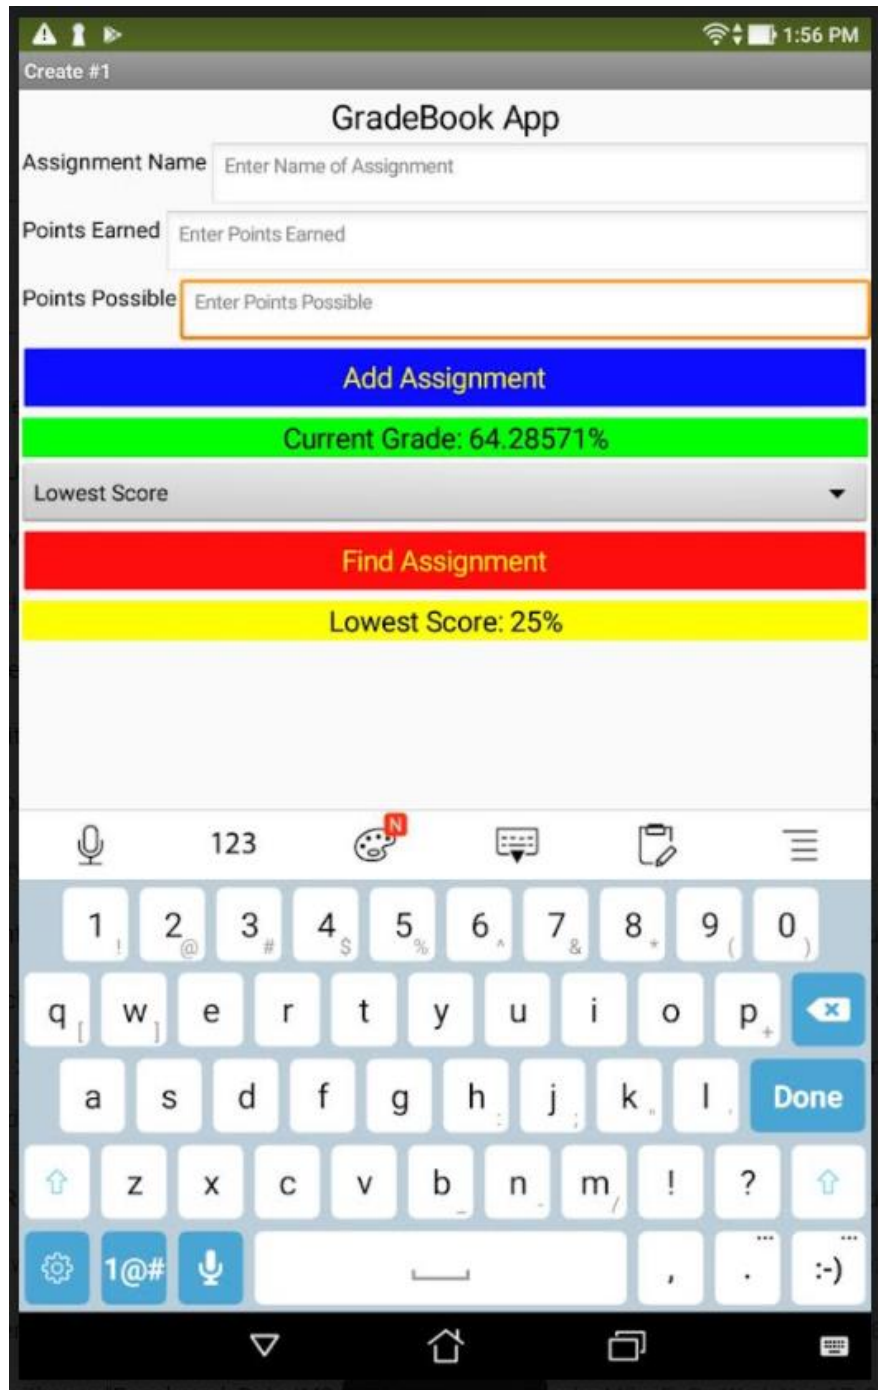 1:56 PM
Create #1
GradeBook App
Assignment Name Enter Name of Assignment
Points Earned Enter Points Earned
Points Possible Enter Points Possible
Add Assignment
Current Grade: 64.28571%
Lowest Score
Find Assignment
Lowest Score: 25%
123 N
1 ! 2 @ 3 # 4 $ 5 % 6 ^ 7 & 8 * 9 ( 0 )
q [ w ] e r t y u i o p +
a s d f g h : j ; k " l , Done
z x c v b _ n - m / ! ?
1@# , . ... :-) ...